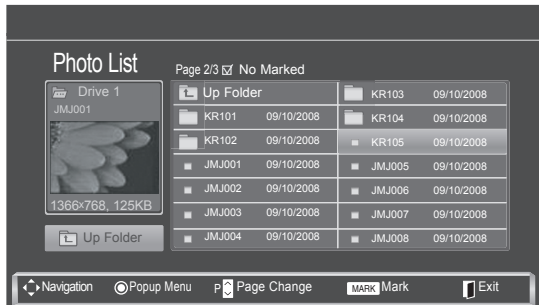 Photo List
Page 2/3 ☑ No Marked
Drive 1
JMJ001
1366×768, 125KB
Up Folder
Up Folder
KR101 09/10/2008
KR102 09/10/2008
JMJ001 09/10/2008
JMJ002 09/10/2008
JMJ003 09/10/2008
JMJ004 09/10/2008
KR103 09/10/2008
KR104 09/10/2008
KR105 09/10/2008
JMJ005 09/10/2008
JMJ006 09/10/2008
JMJ007 09/10/2008
JMJ008 09/10/2008
Navigation Popup Menu P Page Change MARK Mark Exit